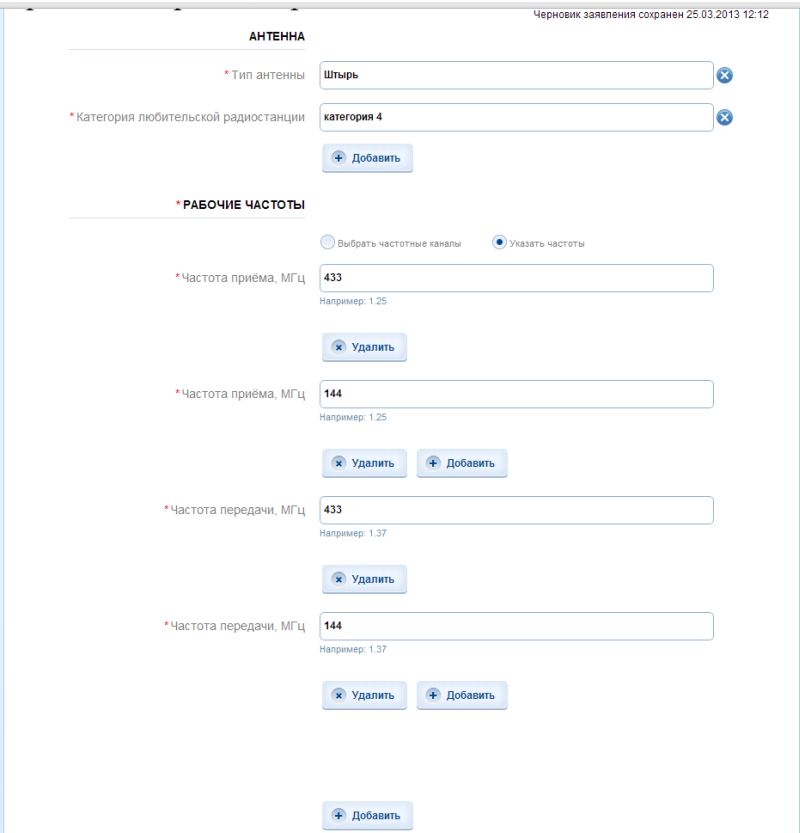 Черновик заявления сохранен 25.03.2013 12:12
АНТЕННА
* Тип антенны Штырь
* Категория любительской радиостанции категория 4
Добавить
* РАБОЧИЕ ЧАСТОТЫ
Выбрать частотные каналы Указать частоты
* Частота приёма, МГц 433
Например: 1.25
Удалить
* Частота приёма, МГц 144
Например: 1.25
Удалить Добавить
* Частота передачи, МГц 433
Например: 1.37
Удалить
* Частота передачи, МГц 144
Например: 1.37
Удалить Добавить
Добавить